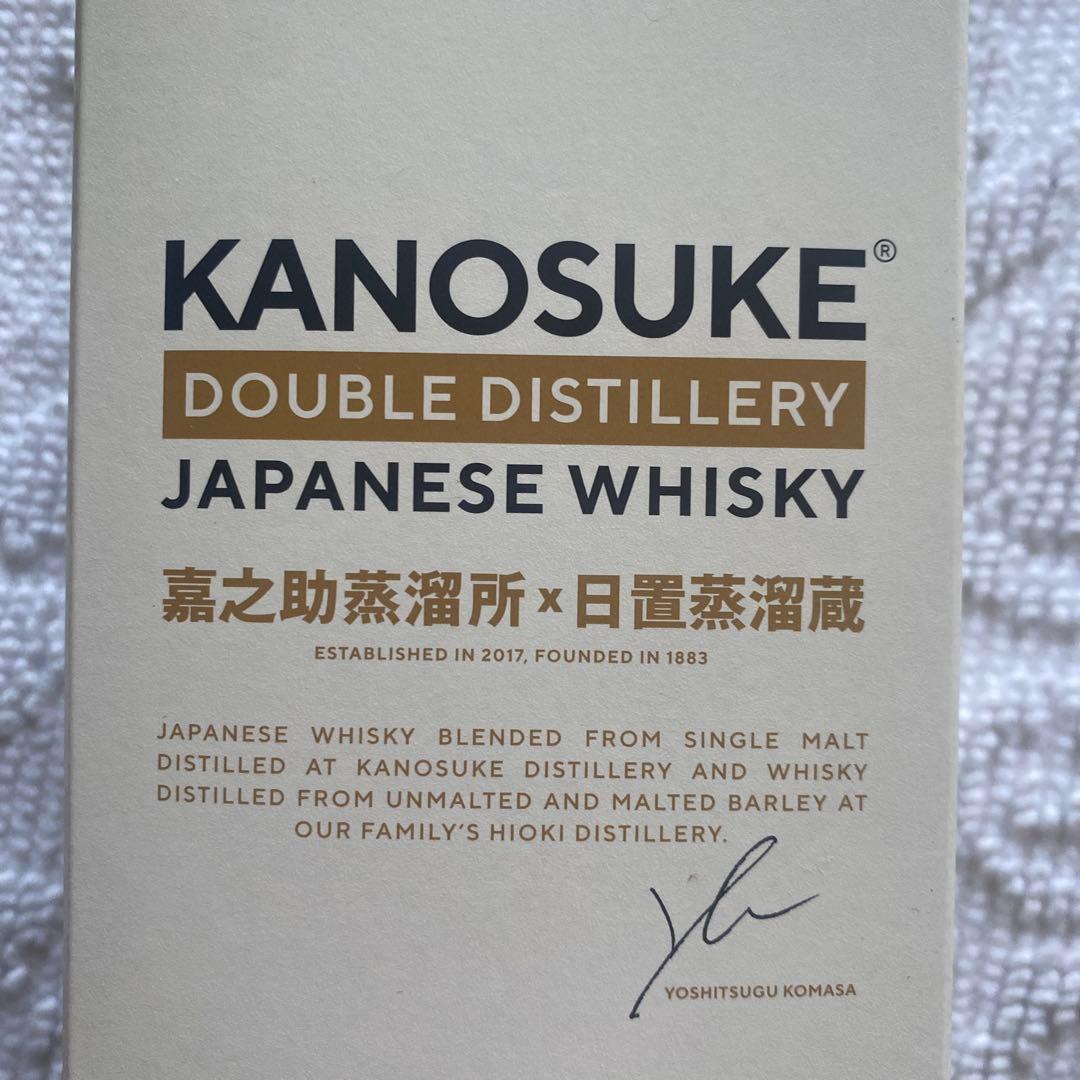 KANOSUKE®
DOUBLE DISTILLERY
JAPANESE WHISKY
嘉之助蒸溜所 x 日置蒸溜蔵
ESTABLISHED IN 2017, FOUNDED IN 1883
JAPANESE WHISKY BLENDED FROM SINGLE MALT
DISTILLED AT KANOSUKE DISTILLERY AND WHISKY
DISTILLED FROM UNMALTED AND MALTED BARLEY AT
OUR FAMILY'S HIOKI DISTILLERY.
YOSHITSUGU KOMASA